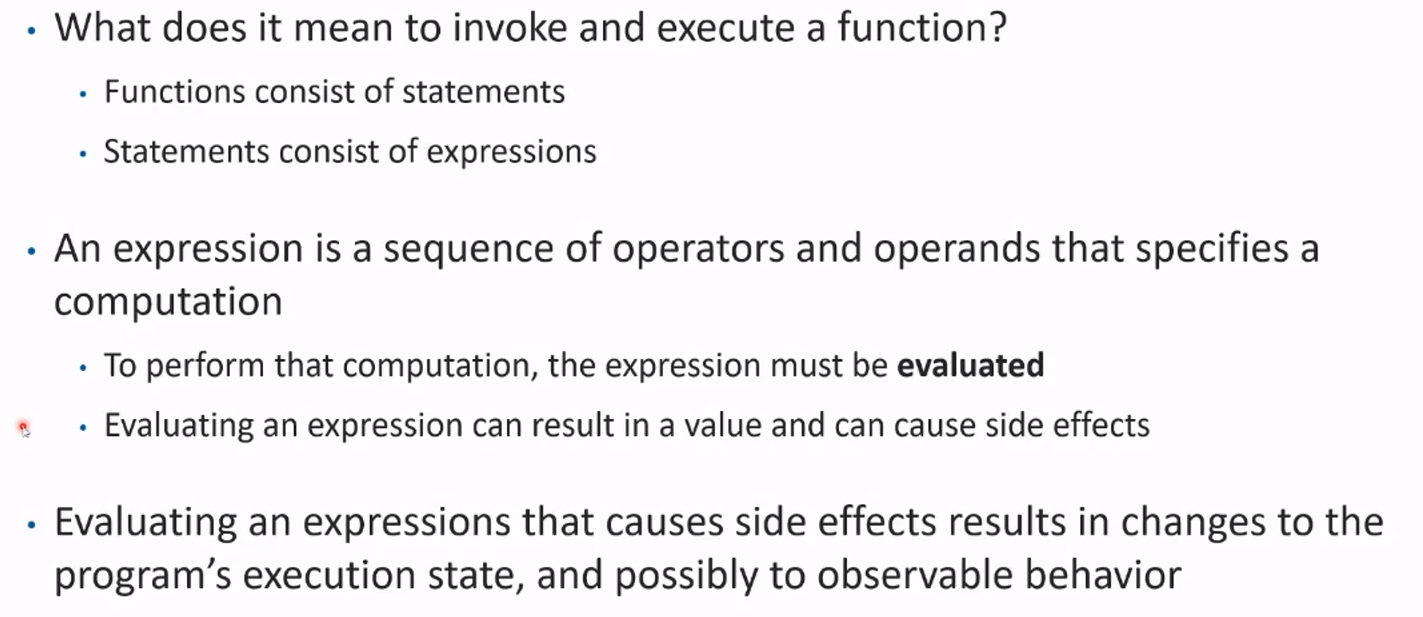 • What does it mean to invoke and execute a function?
• Functions consist of statements
• Statements consist of expressions
• An expression is a sequence of operators and operands that specifies a
computation
• To perform that computation, the expression must be evaluated
• Evaluating an expression can result in a value and can cause side effects
• Evaluating an expressions that causes side effects results in changes to the
program’s execution state, and possibly to observable behavior